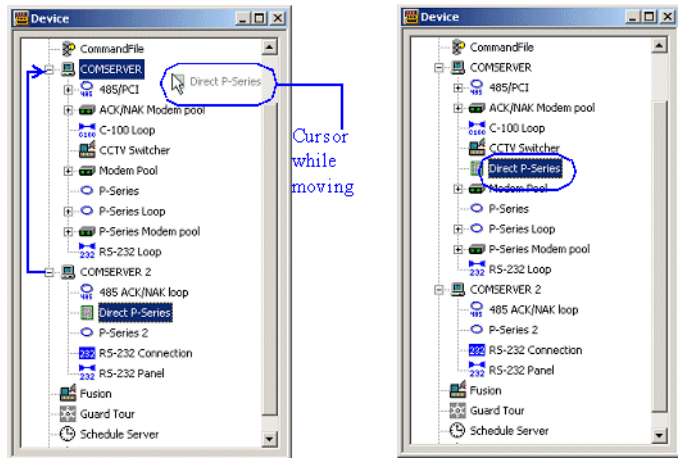 Device
CommandFile
COMSERVER
Direct P-Series
485/PCI
ACK/NAK Modem pool
C-100 Loop
CCTV Switcher
Modem Pool
P-Series
P-Series Loop
P-Series Modem pool
RS-232 Loop
COMSERVER 2
485 ACK/NAK loop
Direct P-Series
P-Series 2
RS-232 Connection
RS-232 Panel
Fusion
Guard Tour
Schedule Server
Cursor
while
moving
Device
CommandFile
COMSERVER
485/PCI
ACK/NAK Modem pool
C-100 Loop
CCTV Switcher
Direct P-Series
Modem Pool
P-Series
P-Series Loop
P-Series Modem pool
RS-232 Loop
COMSERVER 2
485 ACK/NAK loop
P-Series 2
RS-232 Connection
RS-232 Panel
Fusion
Guard Tour
Schedule Server